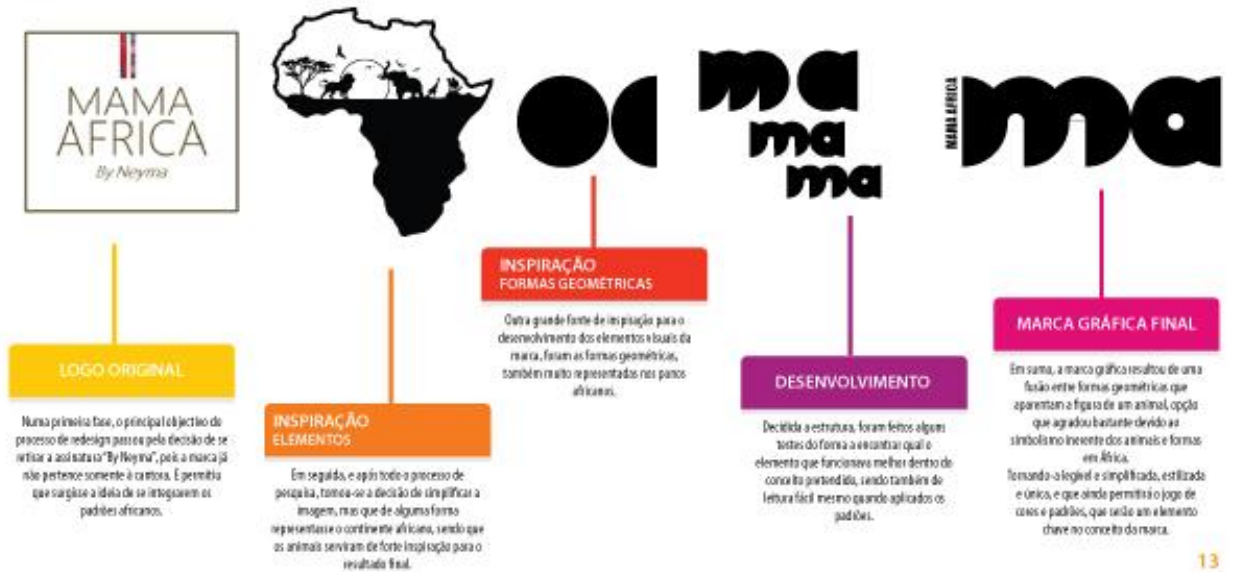 MAMA
AFRICA
By Neyma
ma
ma
ma
MAMA AFRICA
ma
LOGO ORIGINAL
Numa primeira fase, o principal objectivo do
processo de redesign passou pela decisão de se
retirar a assinatura "By Neyma", pois a marca já
não pertence somente à cantora. E permitiu
que surgisse a ideia de se integrarem os
padrões africanos.
INSPIRAÇÃO
ELEMENTOS
Em seguida, e após todo o processo de
pesquisa, tomou-se a decisão de simplificar a
imagem, mas que de alguma forma
representasse o continente africano, sendo que
os animais serviram de forte inspiração para o
resultado final.
INSPIRAÇÃO
FORMAS GEOMÉTRICAS
Outra grande fonte de inspiração para o
desenvolvimento dos elementos visuais da
marca, foram as formas geométricas,
também muito representadas nos panos
africanos.
DESENVOLVIMENTO
Decidida a estrutura, foram feitos alguns
testes do forma a encontrar qual o
elemento que funcionava melhor dentro do
conceito pretendido, sendo também de
leitura fácil mesmo quando aplicados os
padrões.
MARCA GRÁFICA FINAL
Em suma, a marca gráfica resultou de uma
fusão entre formas geométricas que
aparentam a figura de um animal, opção
que agradou bastante devido ao
simbolismo inerente dos animais e formas
em África.
Tornando-a legível e simplificada, estilizada
e única, e que ainda permitirá o jogo de
cores e padrões, que serão um elemento
chave no conceito da marca.
13